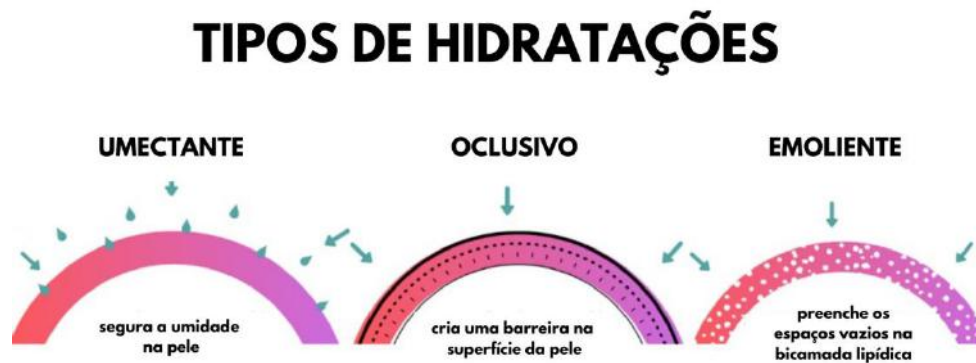 TIPOS DE HIDRATAÇÕES
UMECTANTE
segura a umidade
na pele
OCLUSIVO
cria uma barreira na
superfície da pele
EMOLIENTE
preenche os
espaços vazios na
bicamada lipídica